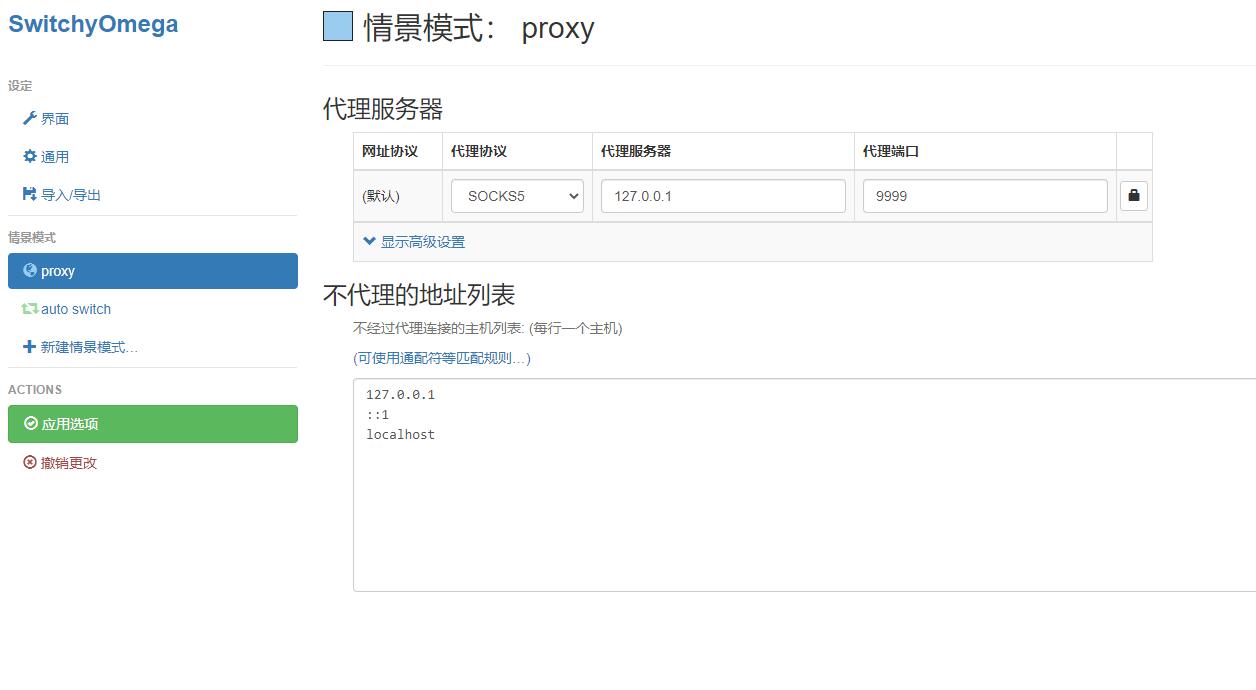 SwitchyOmega
设定
界面
通用
导入/导出
情景模式
proxy
auto switch
新建情景模式…
ACTIONS
应用选项
撤销更改
情景模式： proxy
代理服务器
网址协议 代理协议 代理服务器 代理端口
(默认) SOCKS5 127.0.0.1 9999
显示高级设置
不代理的地址列表
不经过代理连接的主机列表: (每行一个主机)
(可使用通配符等匹配规则…)
127.0.0.1
::1
localhost